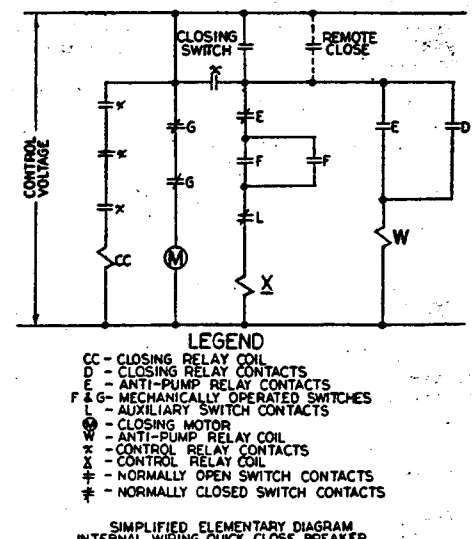 CLOSING SWITCH
REMOTE CLOSE
CONTROL VOLTAGE
x
x
x
x
G
G
E
F
F
L
E
D
CC
M
X
W
LEGEND
CC - CLOSING RELAY COIL
D - CLOSING RELAY CONTACTS
E - ANTI-PUMP RELAY CONTACTS
F & G - MECHANICALLY OPERATED SWITCHES
L - AUXILIARY SWITCH CONTACTS
M - CLOSING MOTOR
W - ANTI-PUMP RELAY COIL
x - CONTROL RELAY CONTACTS
X - CONTROL RELAY COIL
- NORMALLY OPEN SWITCH CONTACTS
- NORMALLY CLOSED SWITCH CONTACTS
SIMPLIFIED ELEMENTARY DIAGRAM
INTERNAL WIRING QUICK CLOSE BREAKER